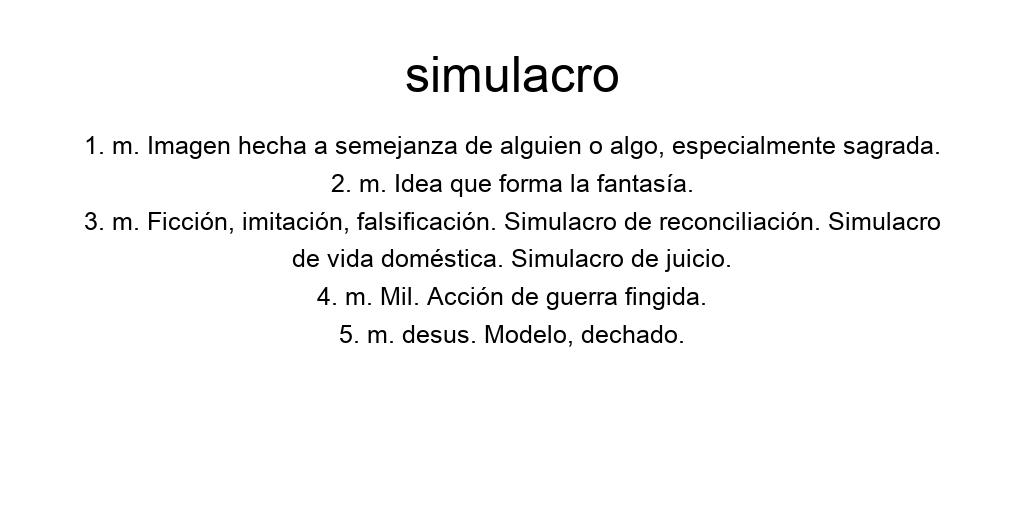 simulacro
1. m. Imagen hecha a semejanza de alguien o algo, especialmente sagrada.
2. m. Idea que forma la fantasía.
3. m. Ficción, imitación, falsificación. Simulacro de reconciliación. Simulacro
de vida doméstica. Simulacro de juicio.
4. m. Mil. Acción de guerra fingida.
5. m. desus. Modelo, dechado.